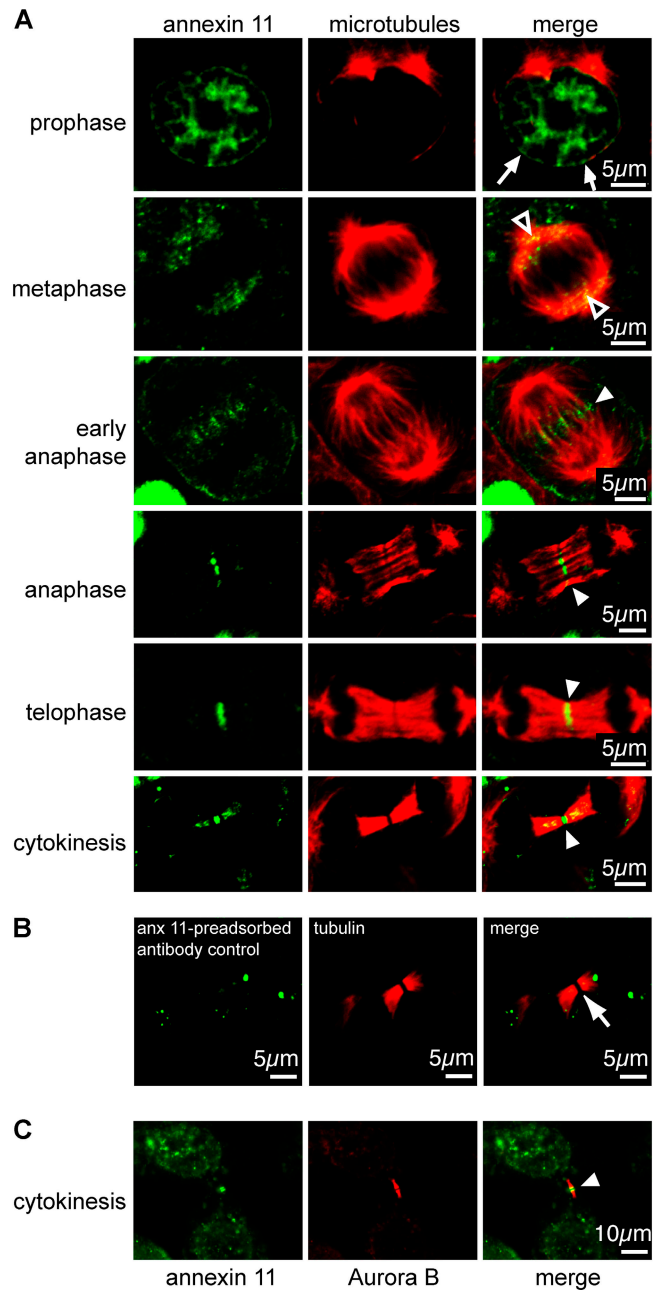 A
annexin 11 microtubules merge
prophase
5µm
metaphase
5µm
early
anaphase
5µm
anaphase
5µm
telophase
5µm
cytokinesis
5µm
B
anx 11-preadsorbed
antibody control
tubulin
merge
5µm 5µm 5µm
C
cytokinesis
10µm
annexin 11 Aurora B merge